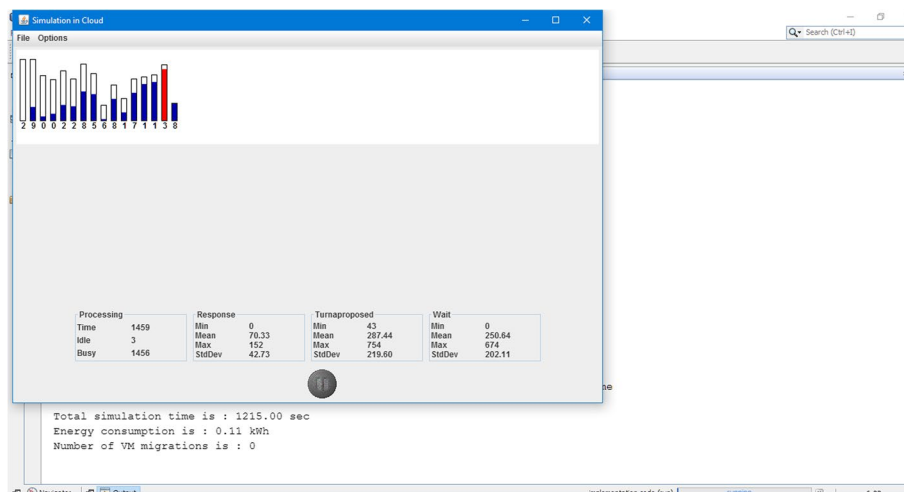 Simulation in Cloud
Search (Ctrl+I)
File Options
2 9 0 0 2 2 8 5 6 8 1 7 1 1 3 8
Processing
Time 1459
Idle 3
Busy 1456
Response
Min 0
Mean 70.33
Max 152
StdDev 42.73
Turnaproposed
Min 43
Mean 287.44
Max 754
StdDev 219.60
Wait
Min 0
Mean 250.64
Max 674
StdDev 202.11
Total simulation time is : 1215.00 sec
Energy consumption is : 0.11 kWh
Number of VM migrations is : 0